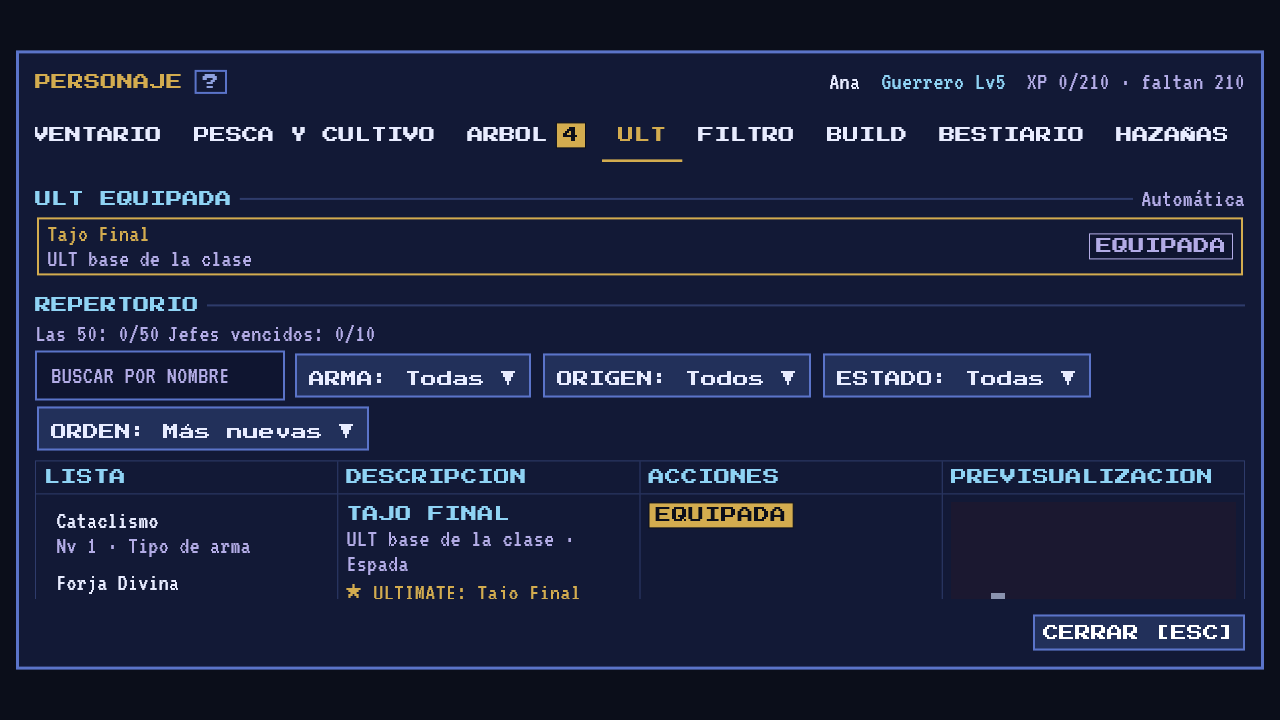 PERSONAJE ? Ana Guerrero Lv5 XP 0/210 · faltan 210
VENTARIO PESCA Y CULTIVO ARBOL 4 ULT FILTRO BUILD BESTIARIO HAZAÑAS
ULT EQUIPADA Automática
Tajo Final
ULT base de la clase
EQUIPADA
REPERTORIO
Las 50: 0/50 Jefes vencidos: 0/10
BUSCAR POR NOMBRE ARMA: Todas ▼ ORIGEN: Todos ▼ ESTADO: Todas ▼
ORDEN: Más nuevas ▼
LISTA DESCRIPCION ACCIONES PREVISUALIZACION
Cataclismo
Nv 1 · Tipo de arma
Forja Divina
TAJO FINAL
ULT base de la clase ·
Espada
★ ULTIMATE: Tajo Final
EQUIPADA
CERRAR [ESC]